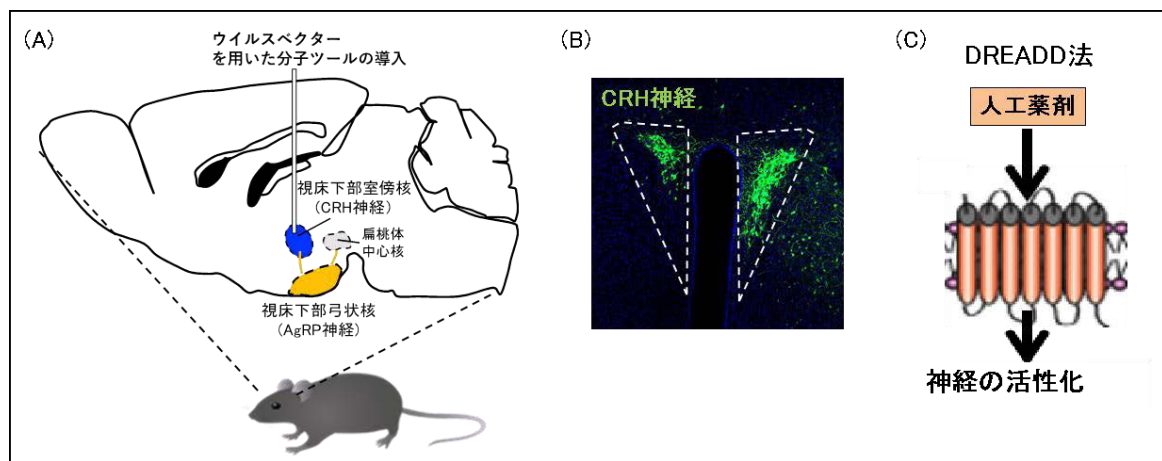 (A)
ウイルスベクター
を用いた分子ツールの導入
視床下部室傍核
(CRH神経)
扁桃体
中心核
視床下部弓状核
(AgRP神経)
(B)
CRH神経
(C)
DREADD法
人工薬剤
神経の活性化